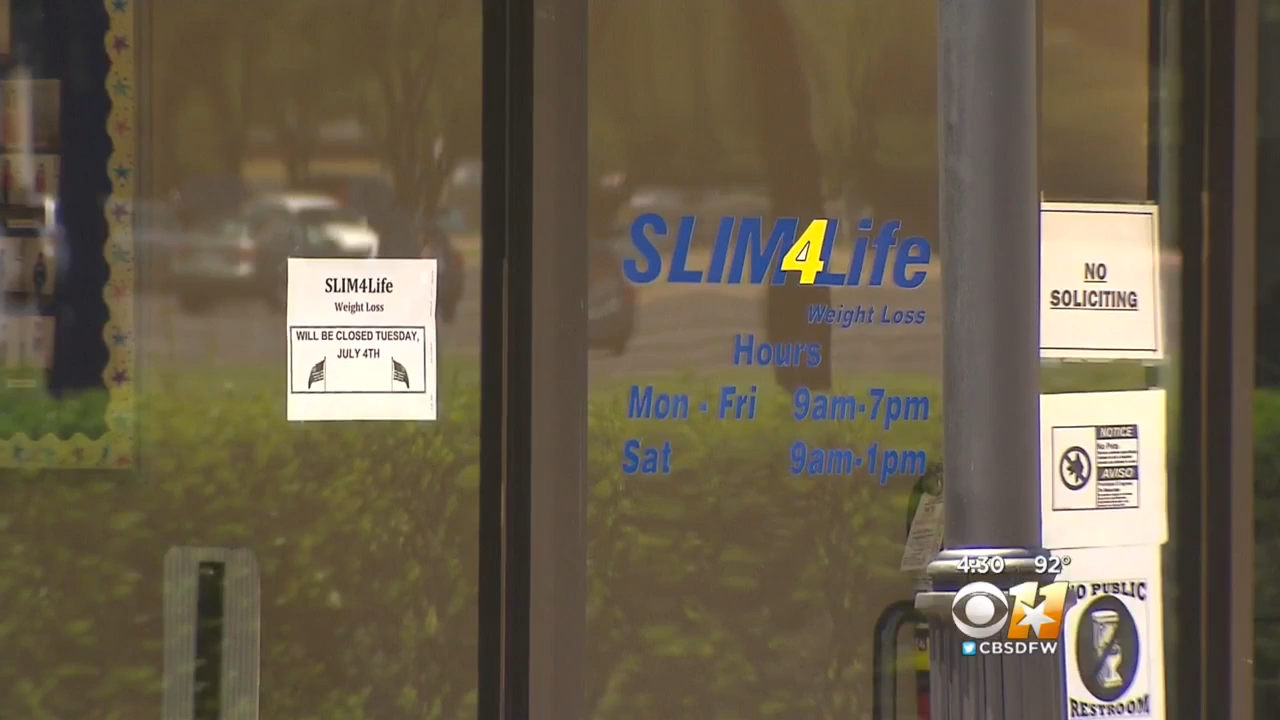 SLIM4Life
Weight Loss
WILL BE CLOSED TUESDAY,
JULY 4TH
SLIM4Life
Weight Loss
Hours
Mon - Fri 9am-7pm
Sat 9am-1pm
NO
SOLICITING
NOTICE
No Pets
AVISO
O PUBLIC
RESTROOM
4:30 92°
11
CBSDFW